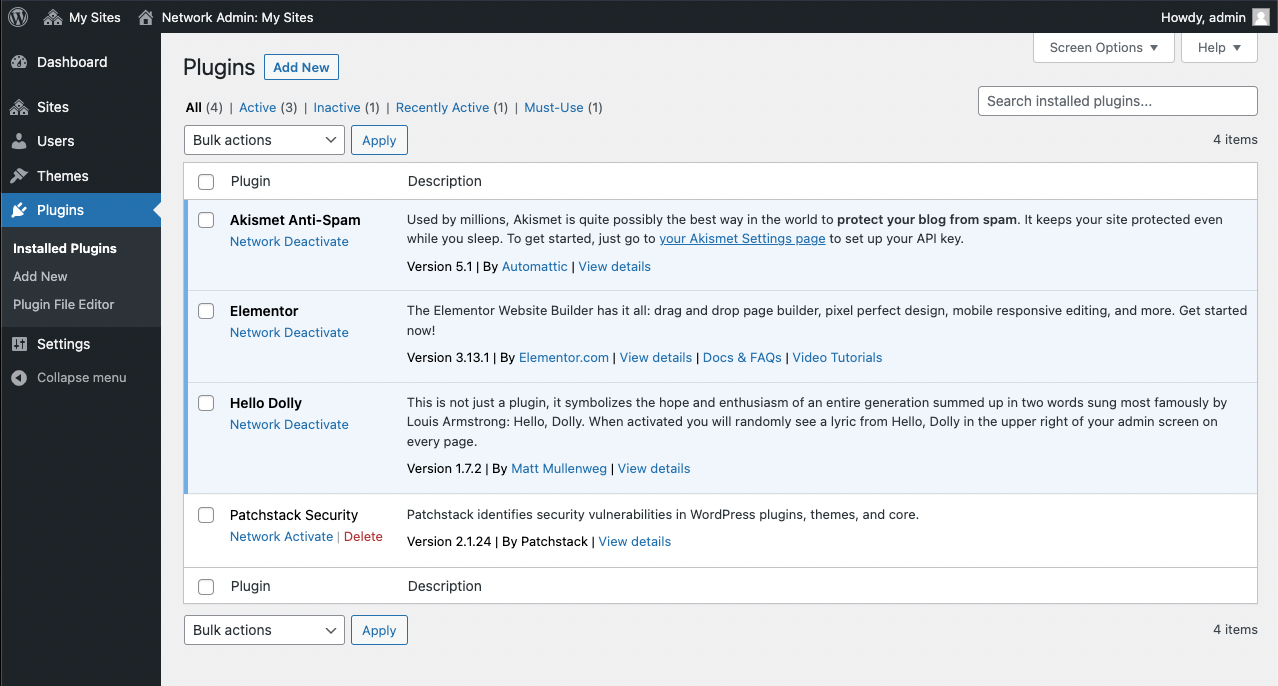 My Sites Network Admin: My Sites Howdy, admin
Screen Options ▼ Help ▼
Dashboard
Sites
Users
Themes
Plugins
Installed Plugins
Add New
Plugin File Editor
Settings
Collapse menu
Plugins Add New
All (4) | Active (3) | Inactive (1) | Recently Active (1) | Must-Use (1)
Search installed plugins...
Bulk actions Apply
4 items
Plugin Description
Akismet Anti-Spam
Network Deactivate
Used by millions, Akismet is quite possibly the best way in the world to protect your blog from spam. It keeps your site protected even
while you sleep. To get started, just go to your Akismet Settings page to set up your API key.
Version 5.1 | By Automattic | View details
Elementor
Network Deactivate
The Elementor Website Builder has it all: drag and drop page builder, pixel perfect design, mobile responsive editing, and more. Get started
now!
Version 3.13.1 | By Elementor.com | View details | Docs & FAQs | Video Tutorials
Hello Dolly
Network Deactivate
This is not just a plugin, it symbolizes the hope and enthusiasm of an entire generation summed up in two words sung most famously by
Louis Armstrong: Hello, Dolly. When activated you will randomly see a lyric from Hello, Dolly in the upper right of your admin screen on
every page.
Version 1.7.2 | By Matt Mullenweg | View details
Patchstack Security
Network Activate | Delete
Patchstack identifies security vulnerabilities in WordPress plugins, themes, and core.
Version 2.1.24 | By Patchstack | View details
Plugin Description
Bulk actions Apply
4 items